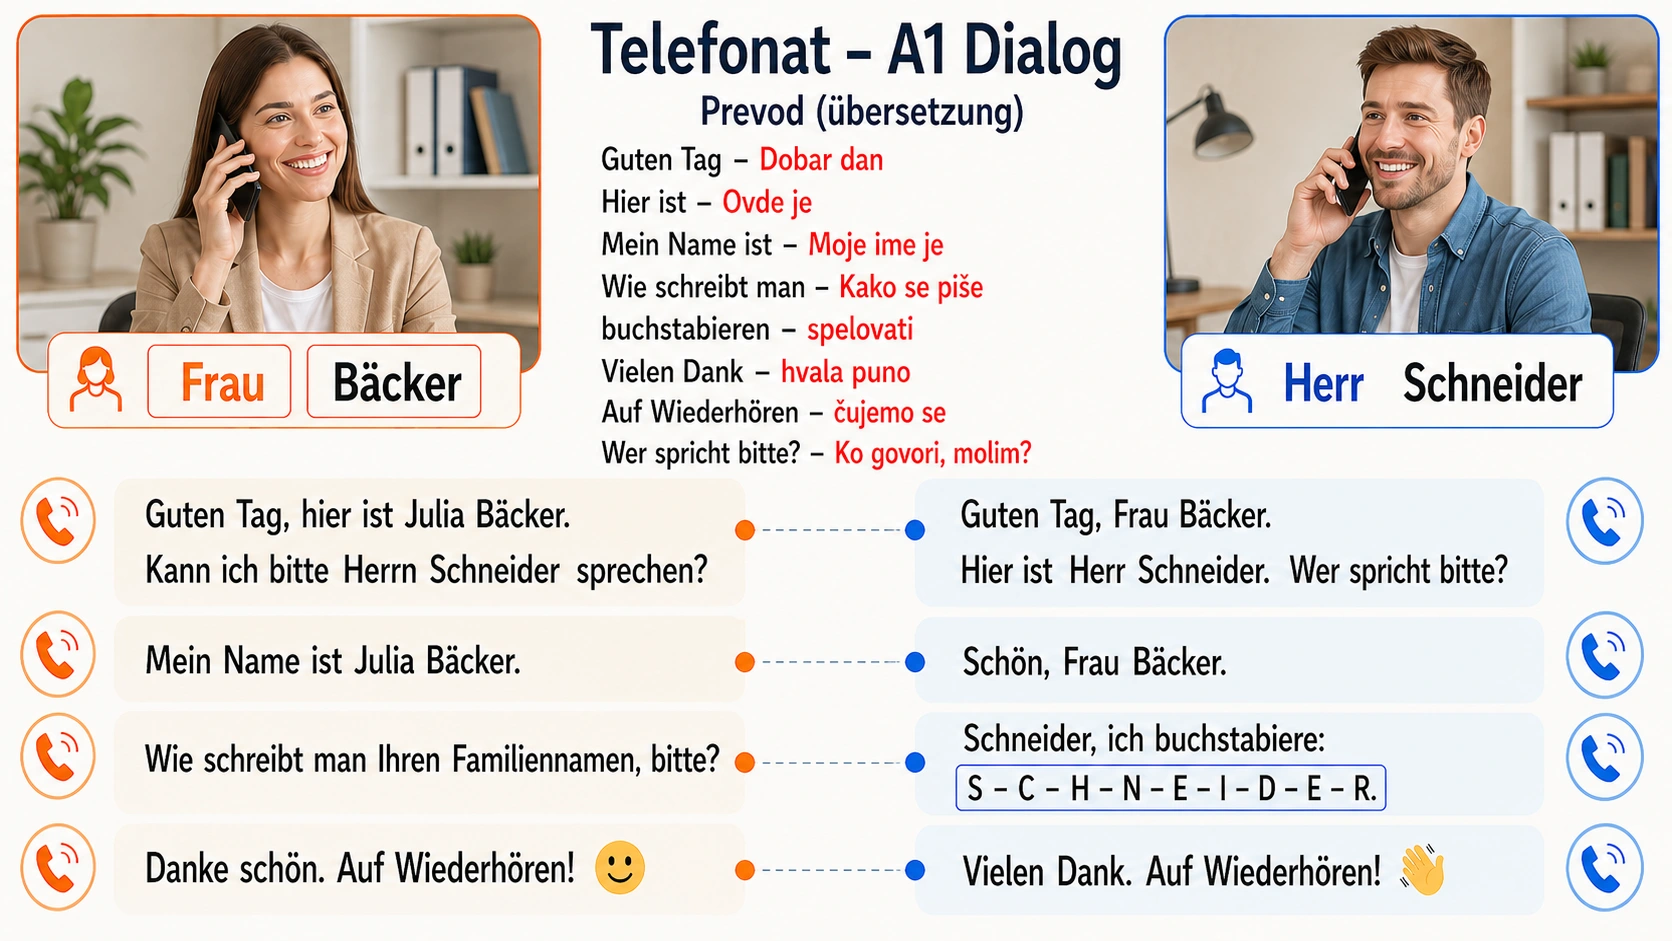 Telefonat – A1 Dialog
Prevod (übersetzung)
Guten Tag – Dobar dan
Hier ist – Ovde je
Mein Name ist – Moje ime je
Wie schreibt man – Kako se piše
buchstabieren – spelovati
Vielen Dank – hvala puno
Auf Wiederhören – čujemo se
Wer spricht bitte? – Ko govori, molim?
Frau Bäcker
Herr Schneider
Guten Tag, hier ist Julia Bäcker.
Kann ich bitte Herrn Schneider sprechen?
Guten Tag, Frau Bäcker.
Hier ist Herr Schneider. Wer spricht bitte?
Mein Name ist Julia Bäcker.
Schön, Frau Bäcker.
Wie schreibt man Ihren Familiennamen, bitte?
Schneider, ich buchstabiere:
S – C – H – N – E – I – D – E – R.
Danke schön. Auf Wiederhören!
Vielen Dank. Auf Wiederhören!